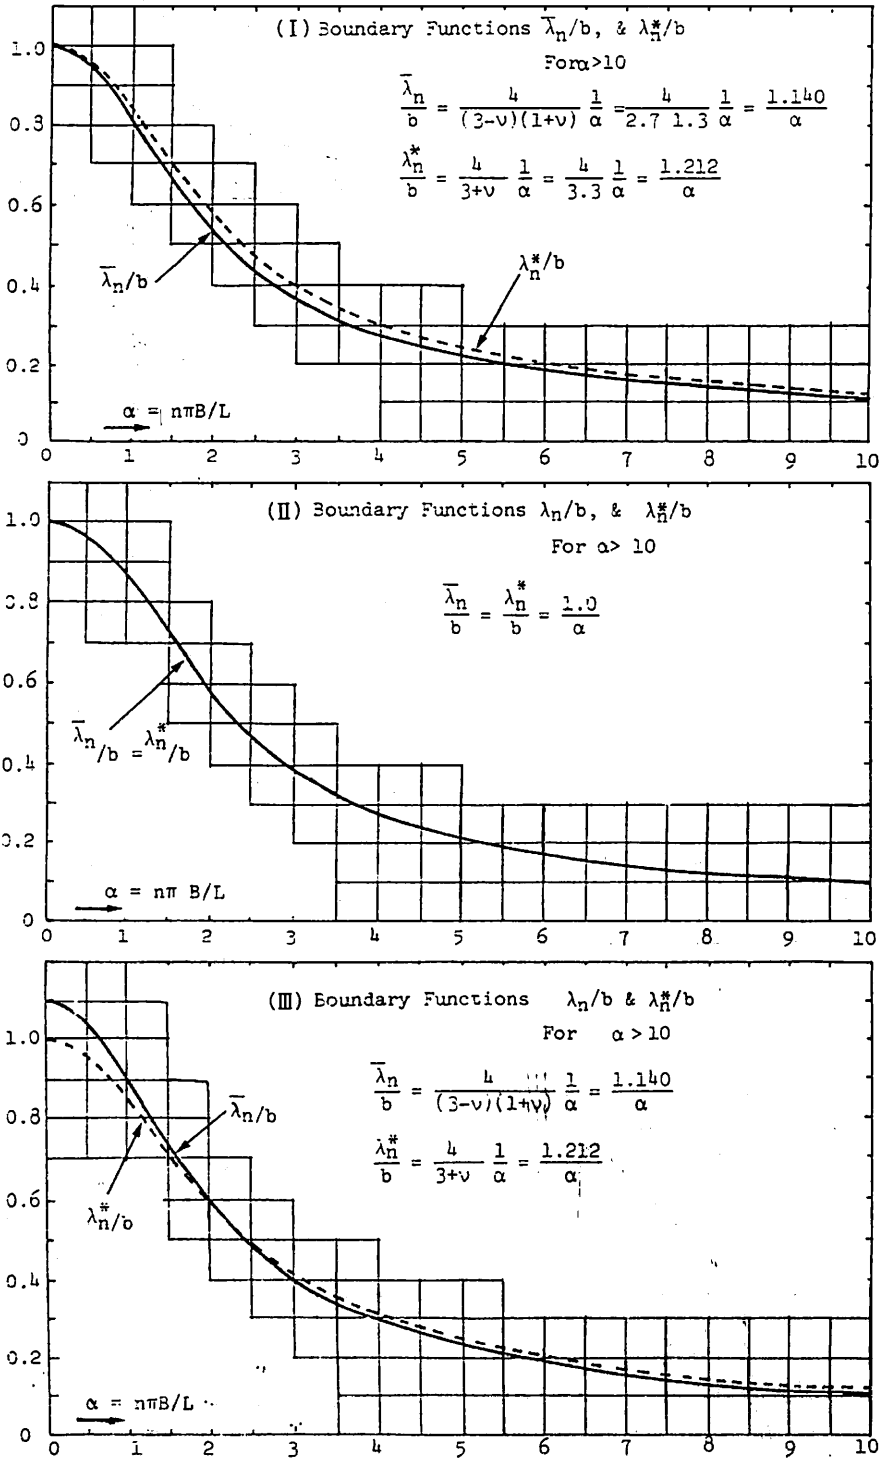 (I) Boundary Functions λ̅n/b, & λn*/b
For α>10
λ̅n/b = 4/((3-ν)(1+ν)) 1/α = 4/(2.7 1.3) 1/α = 1.140/α
λn*/b = 4/(3+ν) 1/α = 4/3.3 1/α = 1.212/α
1.0
0.8
0.6
0.4
0.2
0
λ̅n/b
λn*/b
α = nπB/L
0 1 2 3 4 5 6 7 8 9 10
(II) Boundary Functions λn/b, & λn*/b
For α> 10
λ̅n/b = λn*/b = 1.0/α
1.0
0.8
0.6
0.4
0.2
0
λ̅n/b = λn*/b
α = nπ B/L
0 1 2 3 4 5 6 7 8 9 10
(III) Boundary Functions λn/b & λn*/b
For α >10
λ̅n/b = 4/((3-ν)(1+ν)) 1/α = 1.140/α
λn*/b = 4/(3+ν) 1/α = 1.212/α
1.0
0.8
0.6
0.4
0.2
0
λ̅n/b
λn*/b
α = nπB/L
0 1 2 3 4 5 6 7 8 9 10